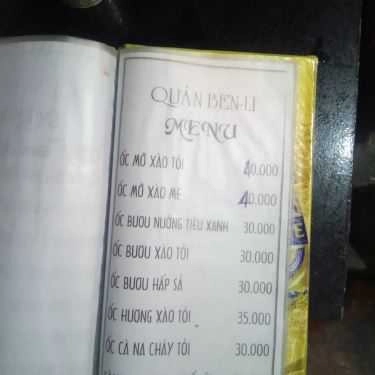 QUÁN BEN-LI
MENU
ỐC MỠ XÀO TỎI 40.000
ỐC MỠ XÀO ME 40.000
ỐC BƯƠU NƯỚNG TIÊU XANH 30.000
ỐC BƯƠU XÀO TỎI 30.000
ỐC BƯƠU HẤP SẢ 30.000
ỐC HƯƠNG XÀO TỎI 35.000
ỐC CÀ NA CHÁY TỎI 30.000